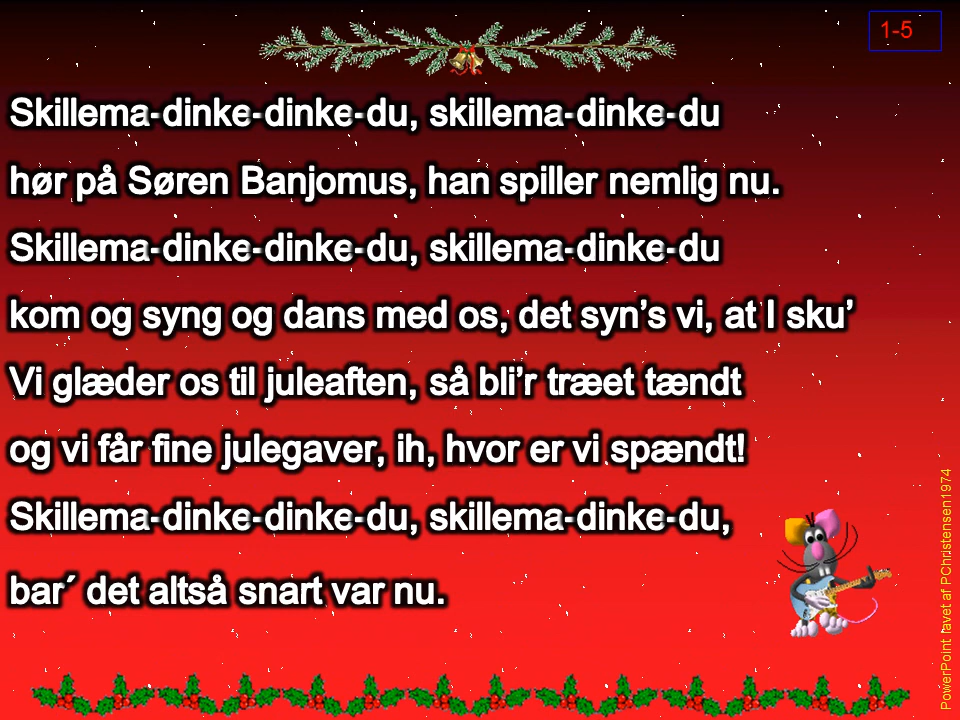 1-5
Skillema-dinke-dinke-du, skillema-dinke-du
hør på Søren Banjomus, han spiller nemlig nu.
Skillema-dinke-dinke-du, skillema-dinke-du
kom og syng og dans med os, det syn’s vi, at I sku’
Vi glæder os til juleaften, så bli’r træet tændt
og vi får fine julegaver, ih, hvor er vi spændt!
Skillema-dinke-dinke-du, skillema-dinke-du,
bar´ det altså snart var nu.
PowerPoint lavet af PChristensen1974